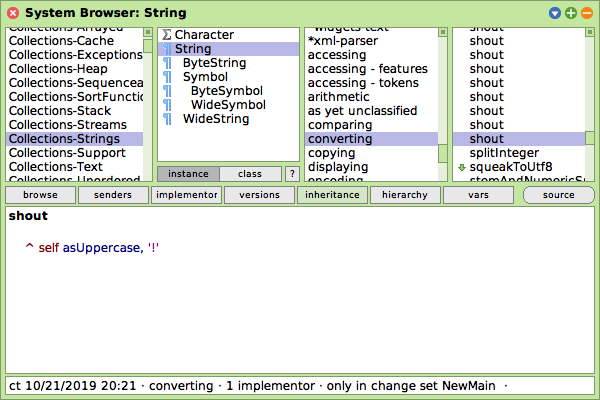 System Browser: String
Collections-Arrayed
Collections-Cache
Collections-Exceptions
Collections-Heap
Collections-Sequencea
Collections-SortFunctio
Collections-Stack
Collections-Streams
Collections-Strings
Collections-Support
Collections-Text
Collections-Unordered
Σ Character
¶ String
¶ ByteString
¶ Symbol
¶ ByteSymbol
¶ WideSymbol
¶ WideString
instance
class
?
*xml-parser
accessing
accessing - features
accessing - tokens
arithmetic
as yet unclassified
comparing
converting
copying
displaying
encoding
shout
shout
shout
shout
shout
shout
shout
shout
shout
splitInteger
squeakToUtf8
stemAndNumericSu
browse
senders
implementor
versions
inheritance
hierarchy
vars
source
shout
^ self asUppercase, '!'
ct 10/21/2019 20:21 · converting · 1 implementor · only in change set NewMain ·